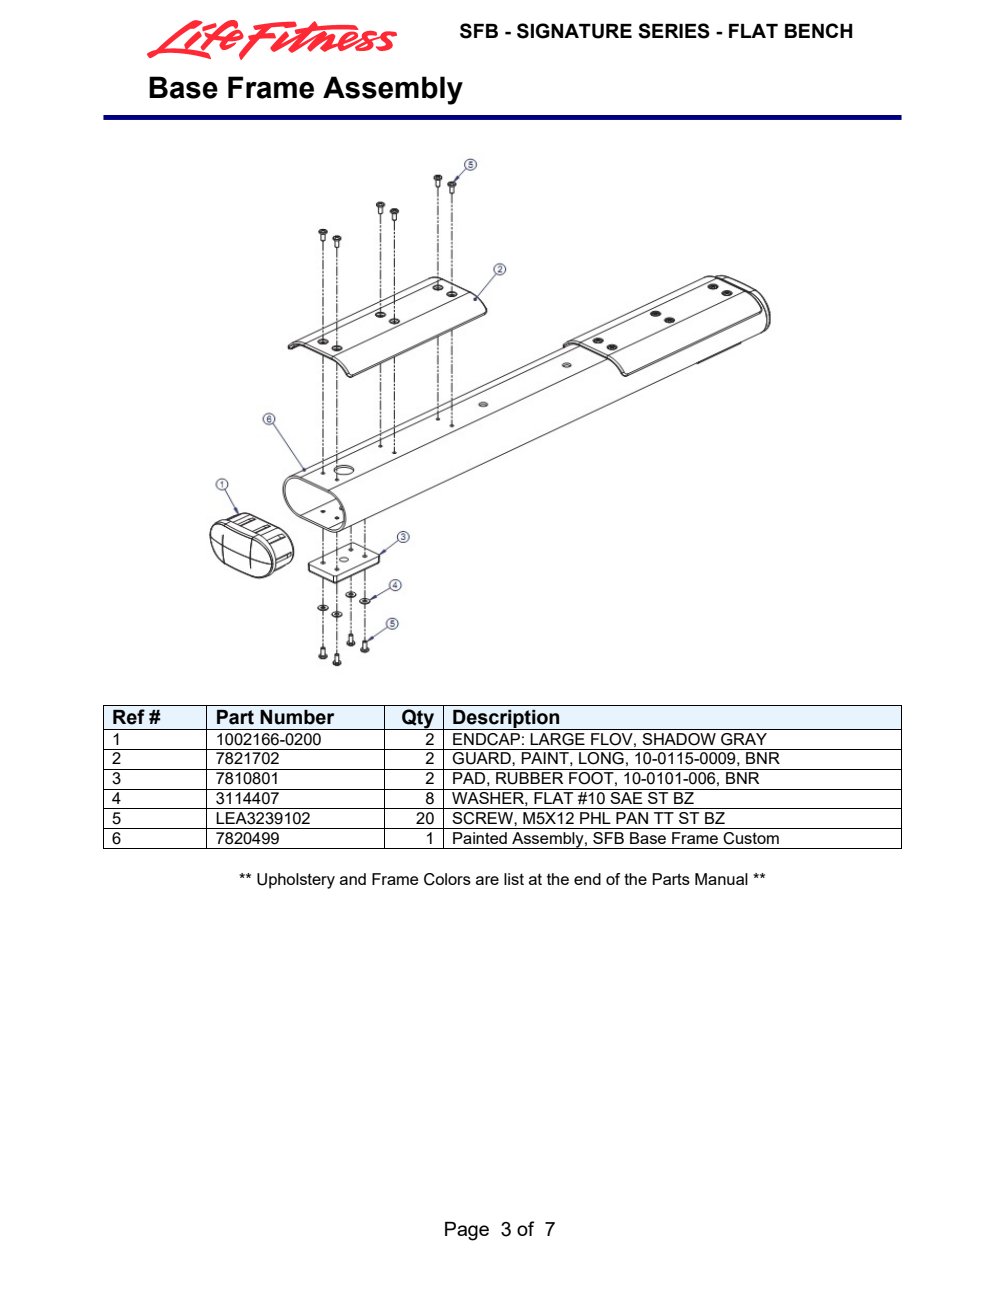 Life Fitness
SFB - SIGNATURE SERIES - FLAT BENCH
Base Frame Assembly
5
2
6
1
3
4
5
Ref # Part Number Qty Description
1 1002166-0200 2 ENDCAP: LARGE FLOV, SHADOW GRAY
2 7821702 2 GUARD, PAINT, LONG, 10-0115-0009, BNR
3 7810801 2 PAD, RUBBER FOOT, 10-0101-006, BNR
4 3114407 8 WASHER, FLAT #10 SAE ST BZ
5 LEA3239102 20 SCREW, M5X12 PHL PAN TT ST BZ
6 7820499 1 Painted Assembly, SFB Base Frame Custom
** Upholstery and Frame Colors are list at the end of the Parts Manual **
Page 3 of 7